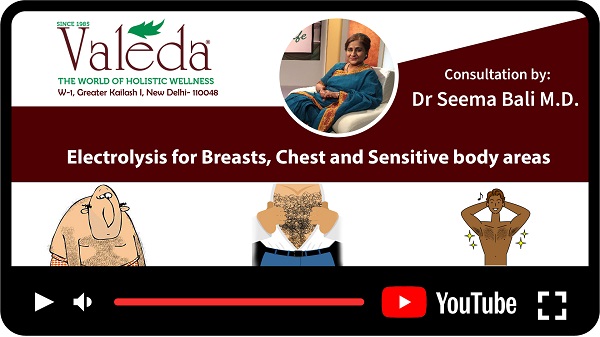 SINCE 1985
Valeda®
THE WORLD OF HOLISTIC WELLNESS
W-1, Greater Kailash I, New Delhi- 110048
Consultation by:
Dr Seema Bali M.D.
Electrolysis for Breasts, Chest and Sensitive body areas
YouTube